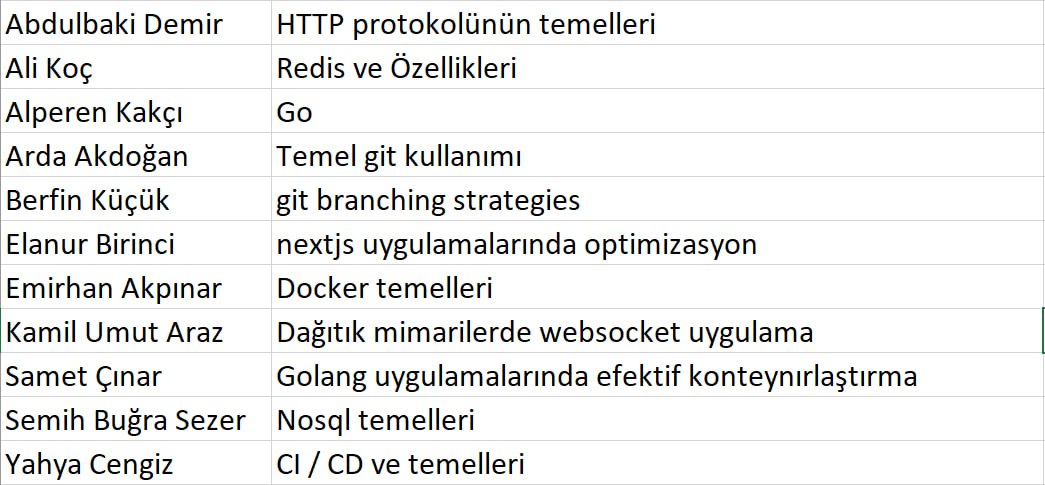 Abdulbaki Demir HTTP protokolünün temelleri
Ali Koç Redis ve Özellikleri
Alperen Kakçı Go
Arda Akdoğan Temel git kullanımı
Berfin Küçük git branching strategies
Elanur Birinci nextjs uygulamalarında optimizasyon
Emirhan Akpınar Docker temelleri
Kamil Umut Araz Dağıtık mimarilerde websocket uygulama
Samet Çınar Golang uygulamalarında efektif konteynırlaştırma
Semih Buğra Sezer Nosql temelleri
Yahya Cengiz CI / CD ve temelleri